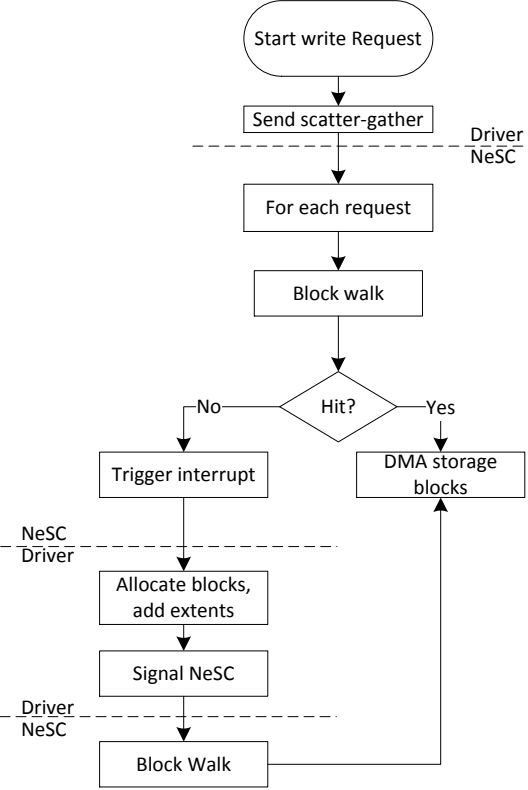 Start write Request
Send scatter-gather
Driver
NeSC
For each request
Block walk
Hit?
No
Yes
Trigger interrupt
DMA storage
blocks
NeSC
Driver
Allocate blocks,
add extents
Signal NeSC
Driver
NeSC
Block Walk